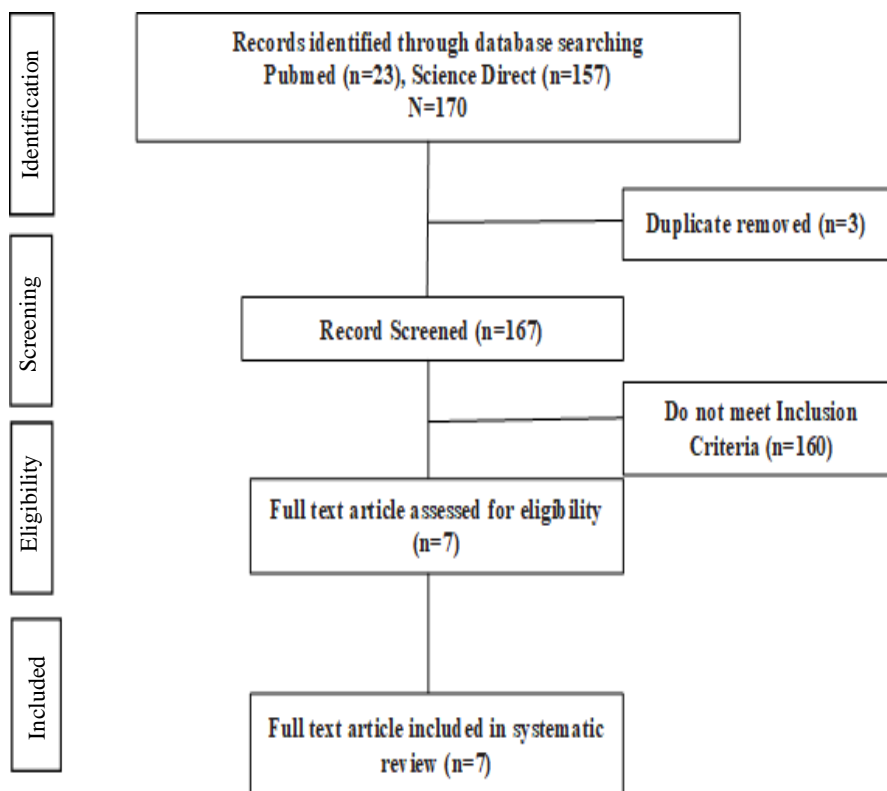 Identification
Records identified through database searching
Pubmed (n=23), Science Direct (n=157)
N=170
Duplicate removed (n=3)
Screening
Record Screened (n=167)
Do not meet Inclusion
Criteria (n=160)
Eligibility
Full text article assessed for eligibility
(n=7)
Included
Full text article included in systematic
review (n=7)